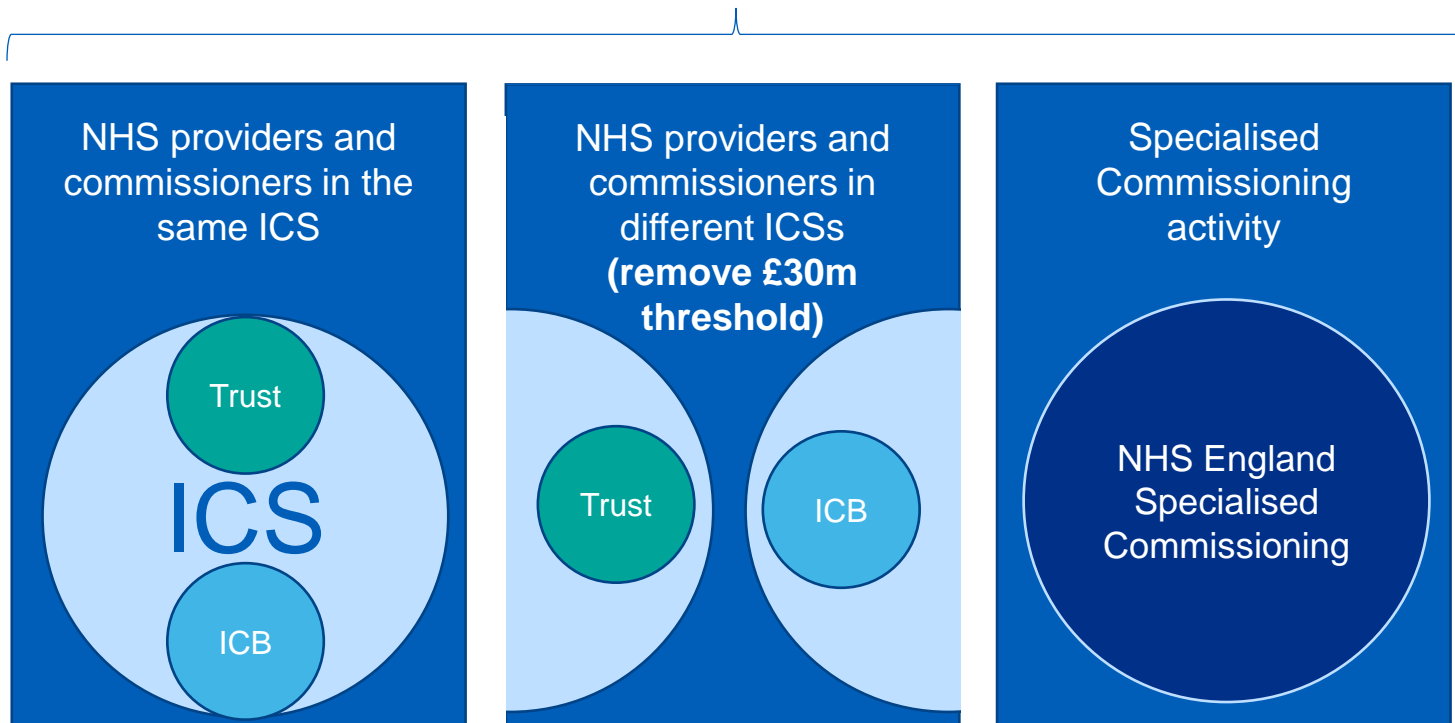 NHS providers and
commissioners in the
same ICS
Trust
ICS
ICB
NHS providers and
commissioners in
different ICSs
(remove £30m
threshold)
Trust
ICB
Specialised
Commissioning
activity
NHS England
Specialised
Commissioning